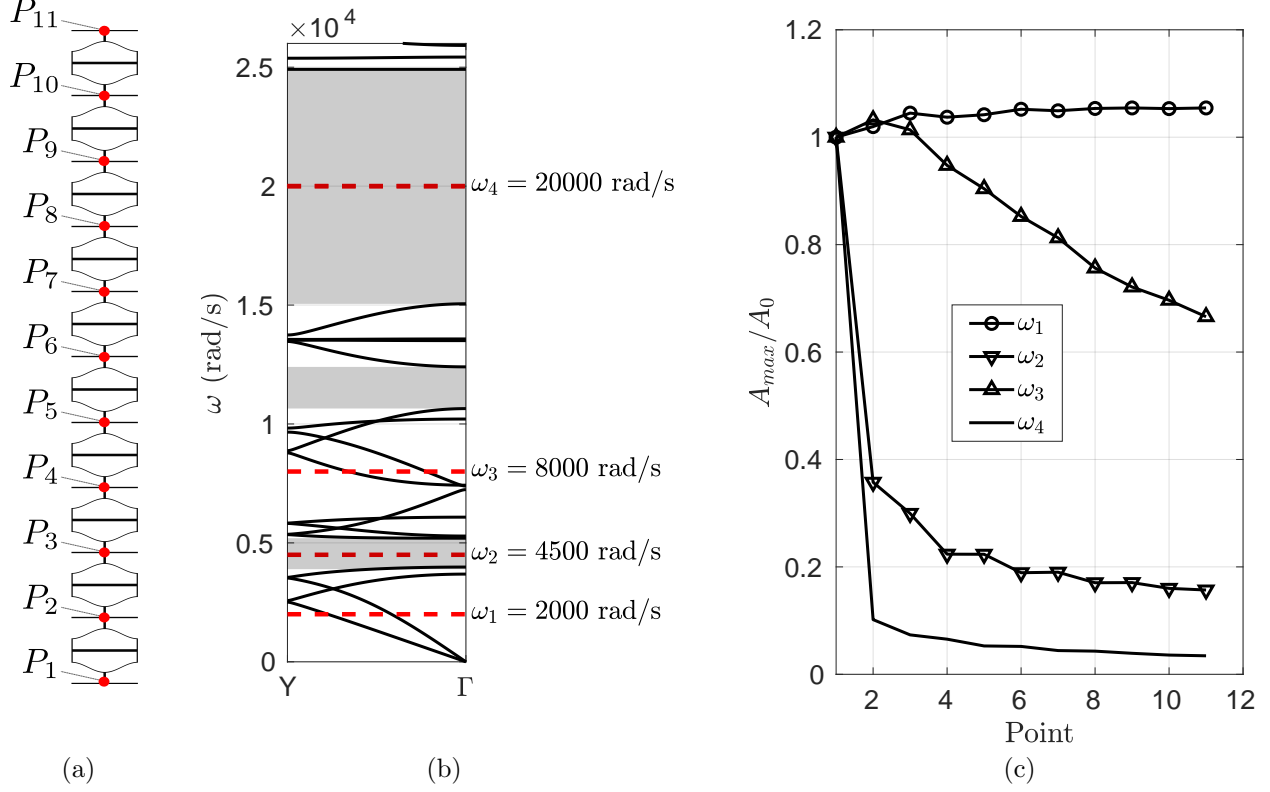 P11
P10
P9
P8
P7
P6
P5
P4
P3
P2
P1
(a)
×10^4
2.5
2
1.5
1
0.5
0
ω (rad/s)
Y Γ
ω4 = 20000 rad/s
ω3 = 8000 rad/s
ω2 = 4500 rad/s
ω1 = 2000 rad/s
(b)
1.2
1
0.8
0.6
0.4
0.2
0
Amax/A0
2 4 6 8 10 12
Point
ω1
ω2
ω3
ω4
(c)